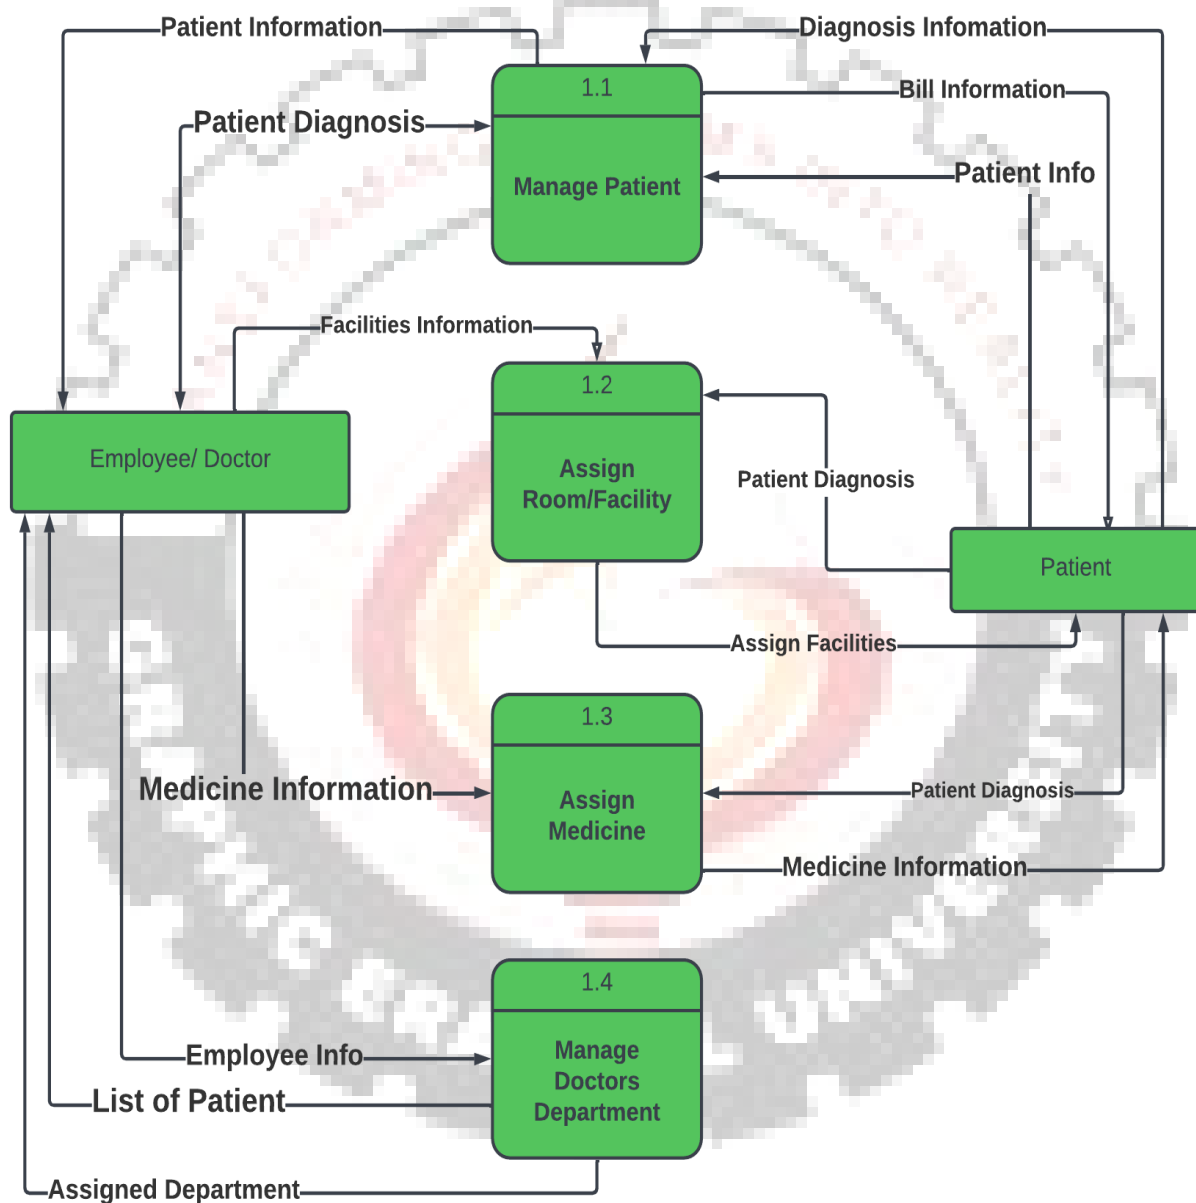 Patient Information
Diagnosis Infomation
1.1
Bill Information
Patient Diagnosis
Patient Info
Manage Patient
Facilities Information
1.2
Employee/ Doctor
Assign
Room/Facility
Patient Diagnosis
Patient
Assign Facilities
1.3
Medicine Information
Patient Diagnosis
Assign
Medicine
Medicine Information
1.4
Employee Info
Manage
Doctors
Department
List of Patient
Assigned Department